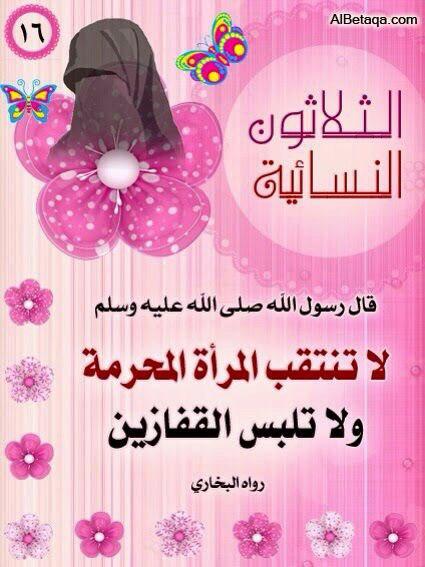 AlBetaqa.com
١٦
الثلاثون
النسائية
قال رسول الله صلى الله عليه وسلم
لا تنتقب المرأة المحرمة
ولا تلبس القفازين
رواه البخاري